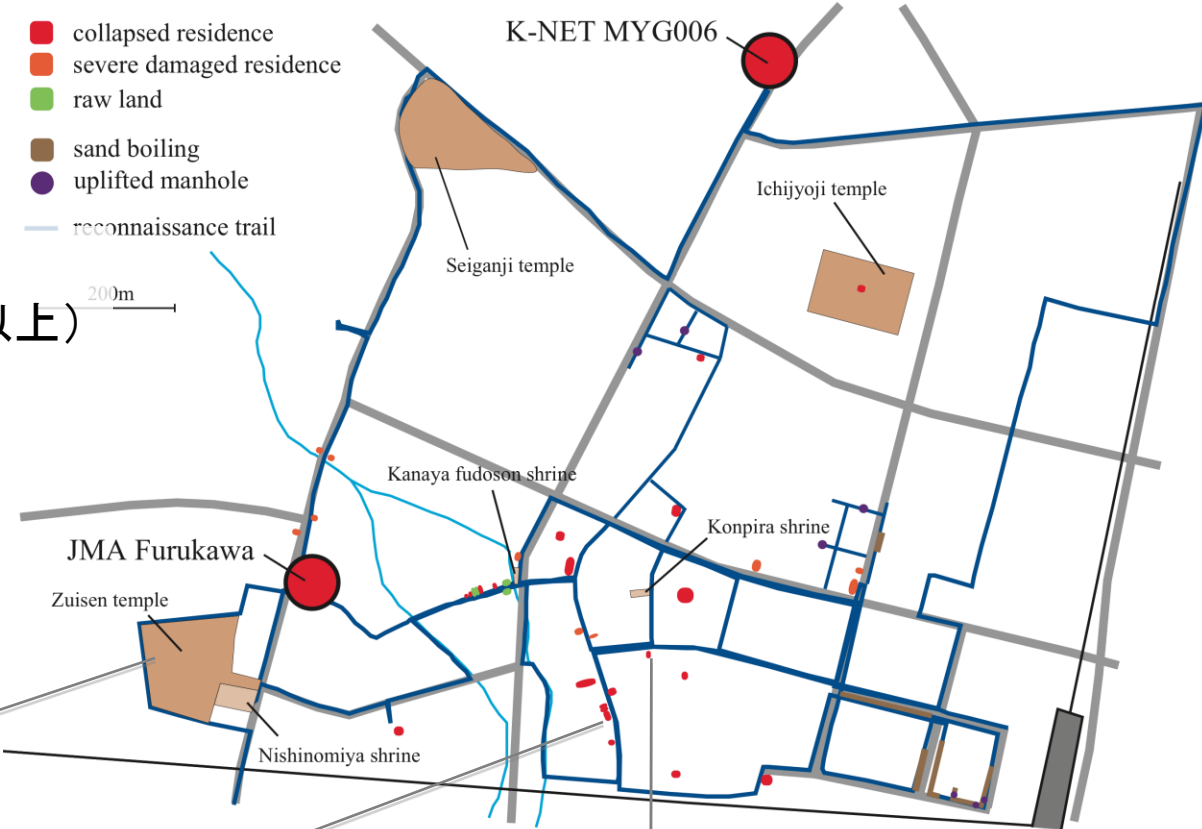 collapsed residence
severe damaged residence
raw land
sand boiling
uplifted manhole
reconnaissance trail
200m
以上）
K-NET MYG006
Ichijyoji temple
Seiganji temple
Kanaya fudoson shrine
Konpira shrine
JMA Furukawa
Zuisen temple
Nishinomiya shrine